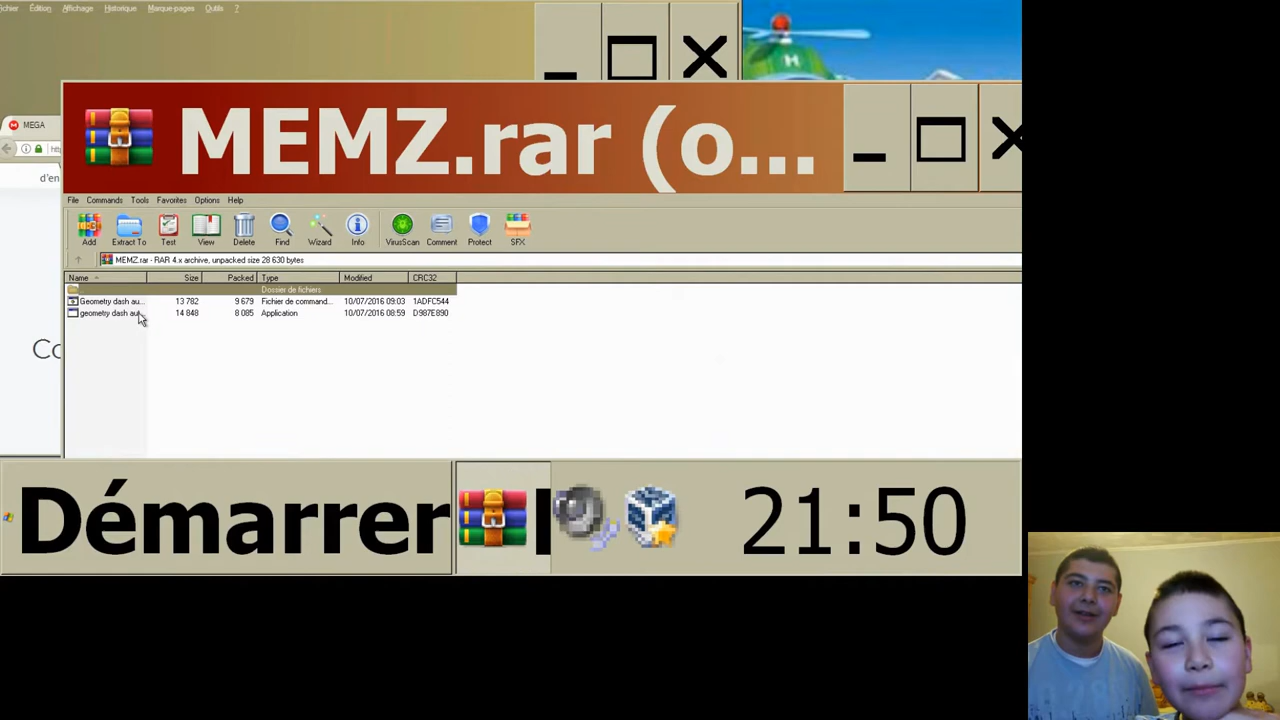 ichier Édition Affichage Historique Marque-pages Outils ?
H
MEMZ.rar (o...
MEGA
File Commands Tools Favorites Options Help
d'en
Add Extract To Test View Delete Find Wizard Info VirusScan Comment Protect SFX
MEMZ.rar - RAR 4.x archive, unpacked size 28 630 bytes
Name Size Packed Type Modified CRC32
Dossier de fichiers
Geometry dash au... 13 782 9 679 Fichier de command... 10/07/2016 09:03 1ADFC544
geometry dash au... 14 848 8 085 Application 10/07/2016 08:59 D987E890
Co
Démarrer 21:50